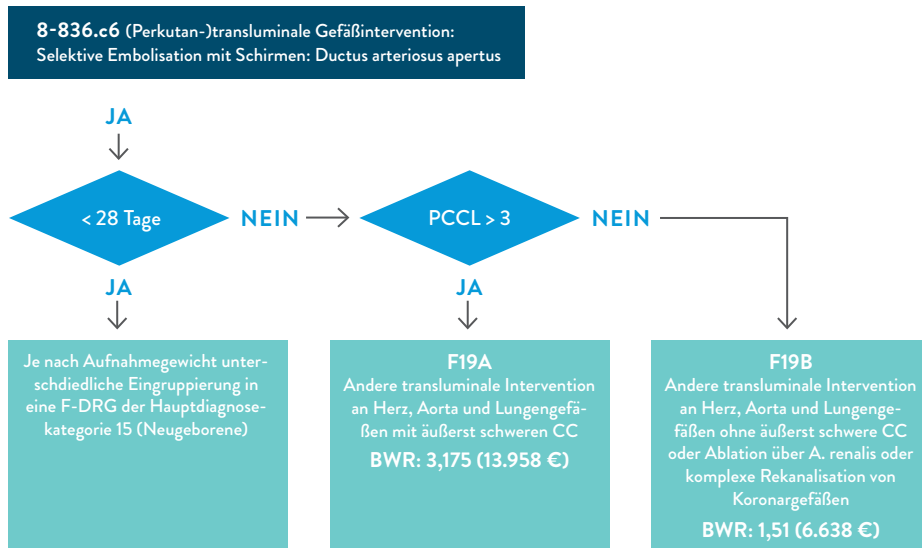 8-836.c6 (Perkutan-)transluminale Gefäßintervention:
Selektive Embolisation mit Schirmen: Ductus arteriosus apertus
JA
< 28 Tage
NEIN
PCCL > 3
NEIN
JA
JA
Je nach Aufnahmegewicht unter-
schdiedliche Eingruppierung in
eine F-DRG der Hauptdiagnose-
kategorie 15 (Neugeborene)
F19A
Andere transluminale Intervention
an Herz, Aorta und Lungengefä-
ßen mit äußerst schweren CC
BWR: 3,175 (13.958 €)
F19B
Andere transluminale Intervention
an Herz, Aorta und Lungenge-
fäßen ohne äußerst schwere CC
oder Ablation über A. renalis oder
komplexe Rekanalisation von
Koronargefäßen
BWR: 1,51 (6.638 €)